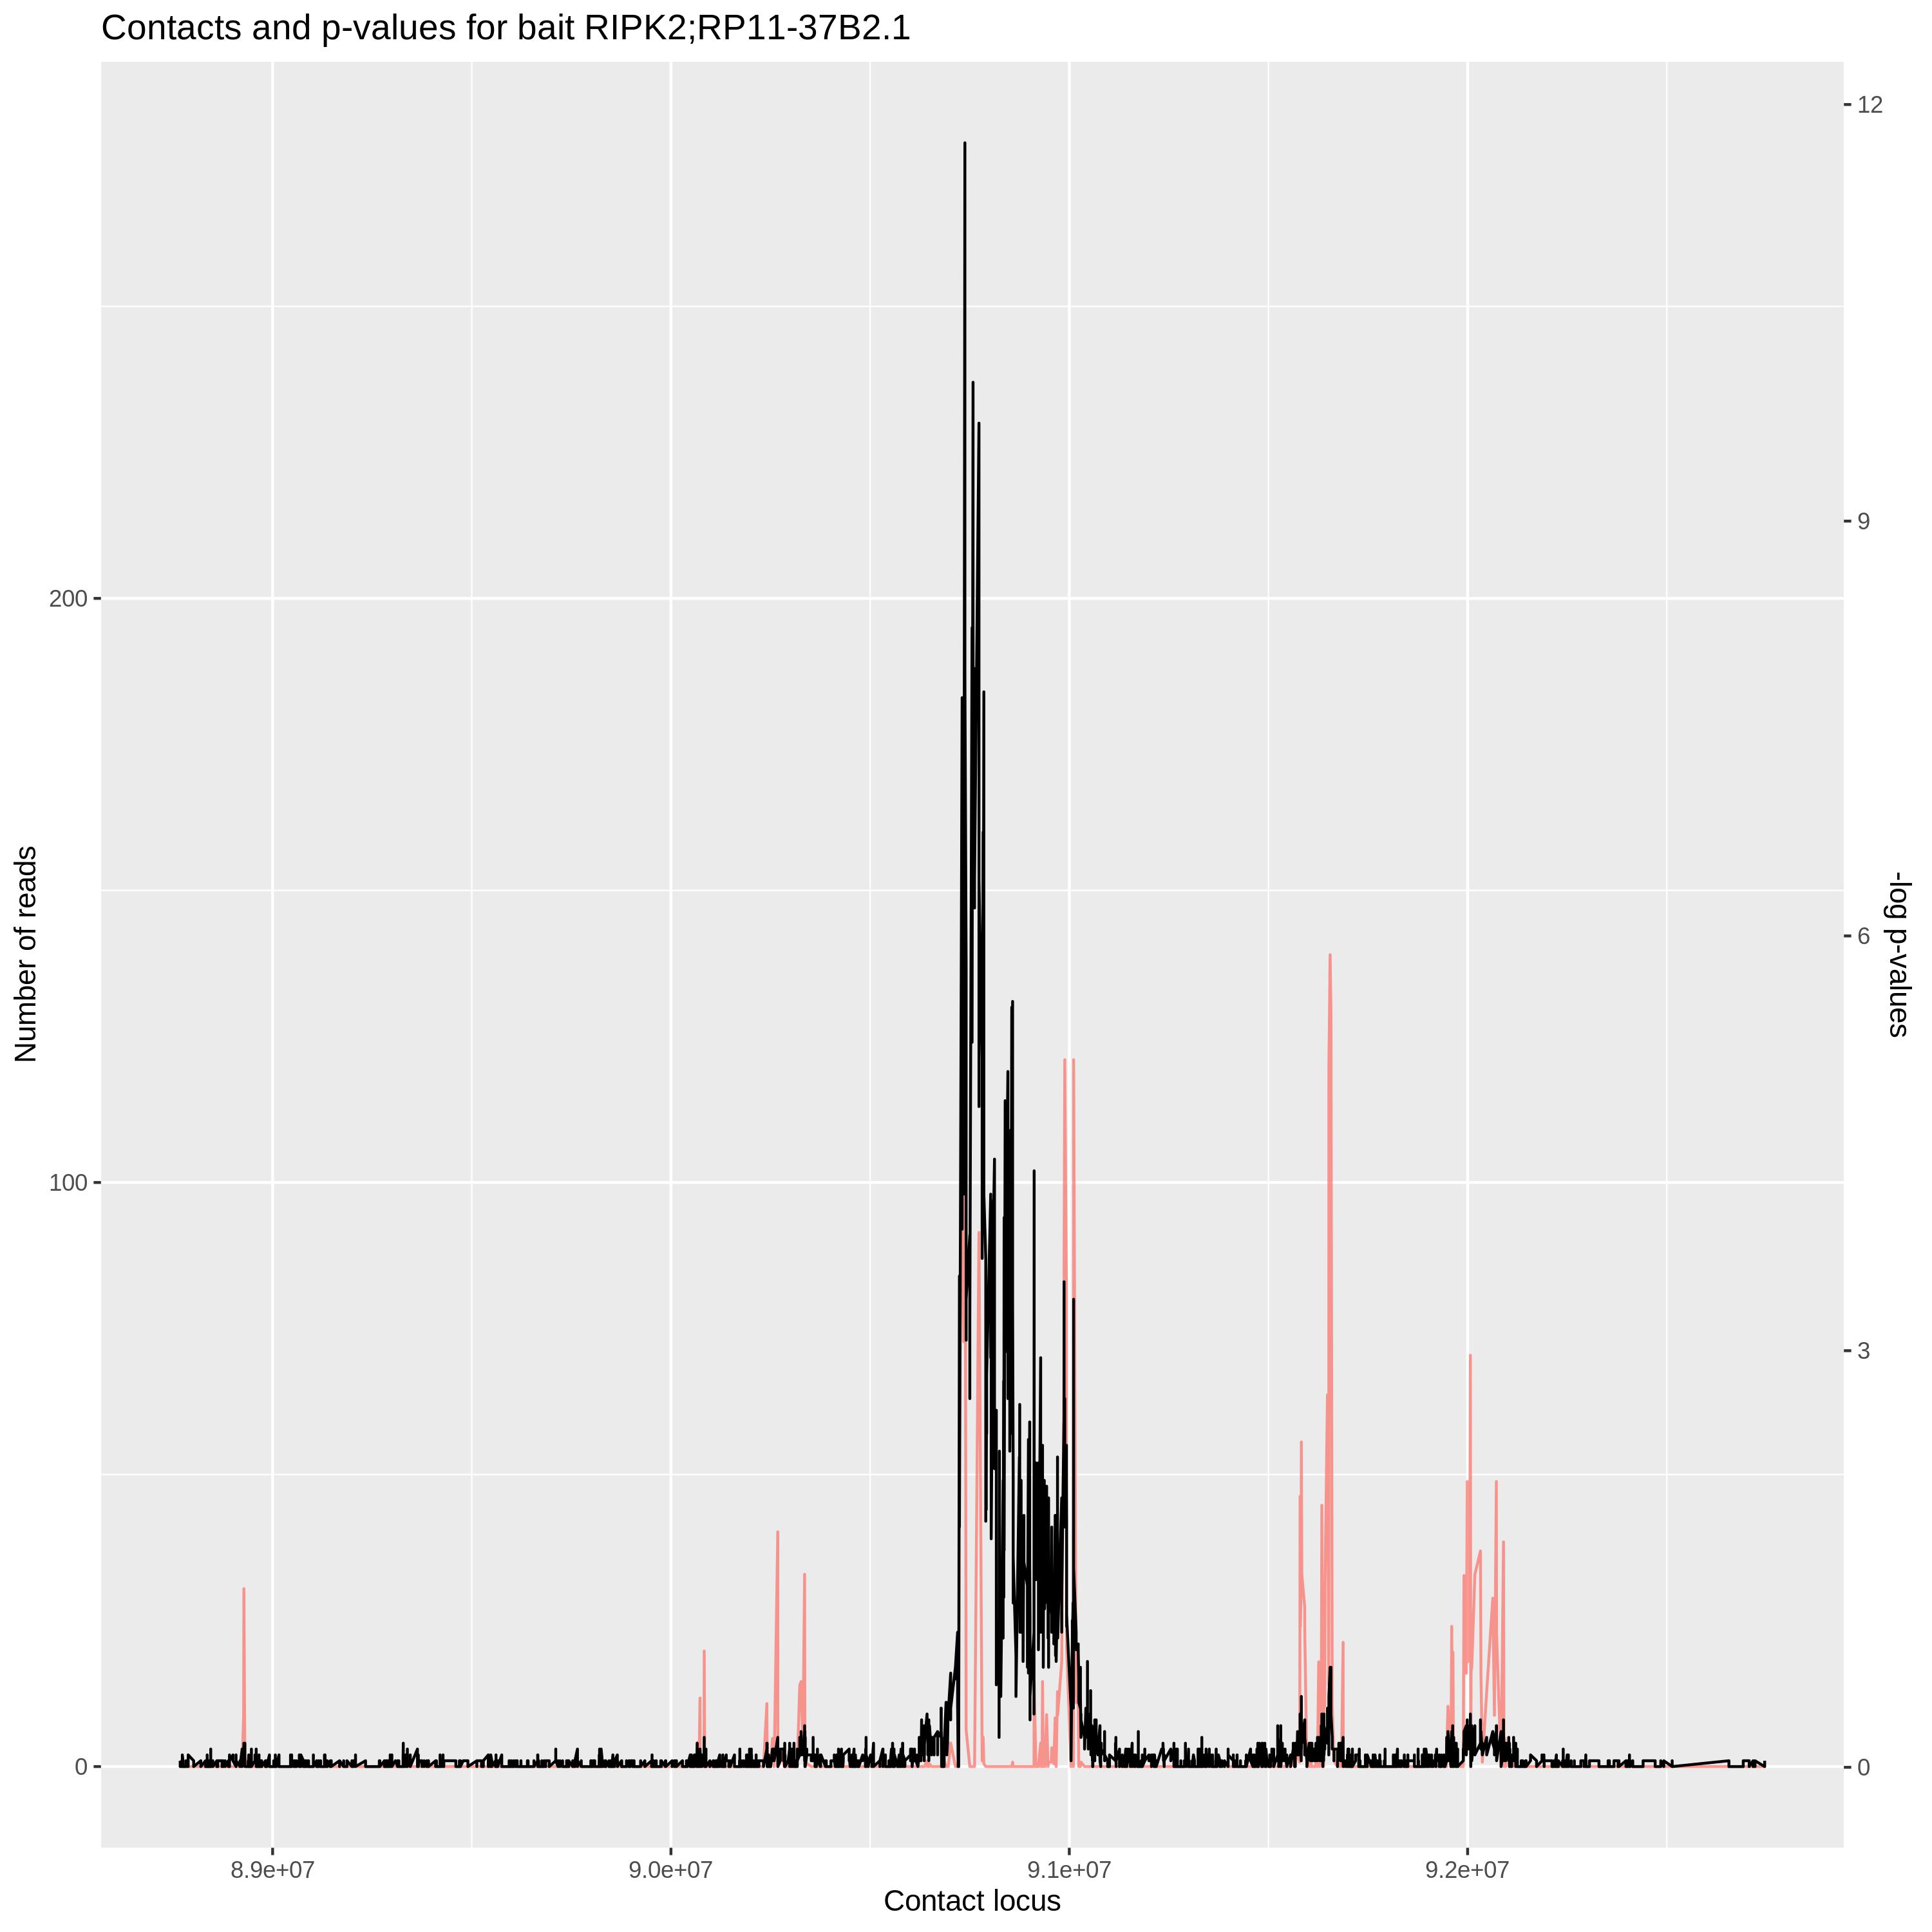 Contacts and p-values for bait RIPK2;RP11-37B2.1
12
9
6
3
0
-log p-values
200
100
0
Number of reads
8.9e+07 9.0e+07 9.1e+07 9.2e+07
Contact locus